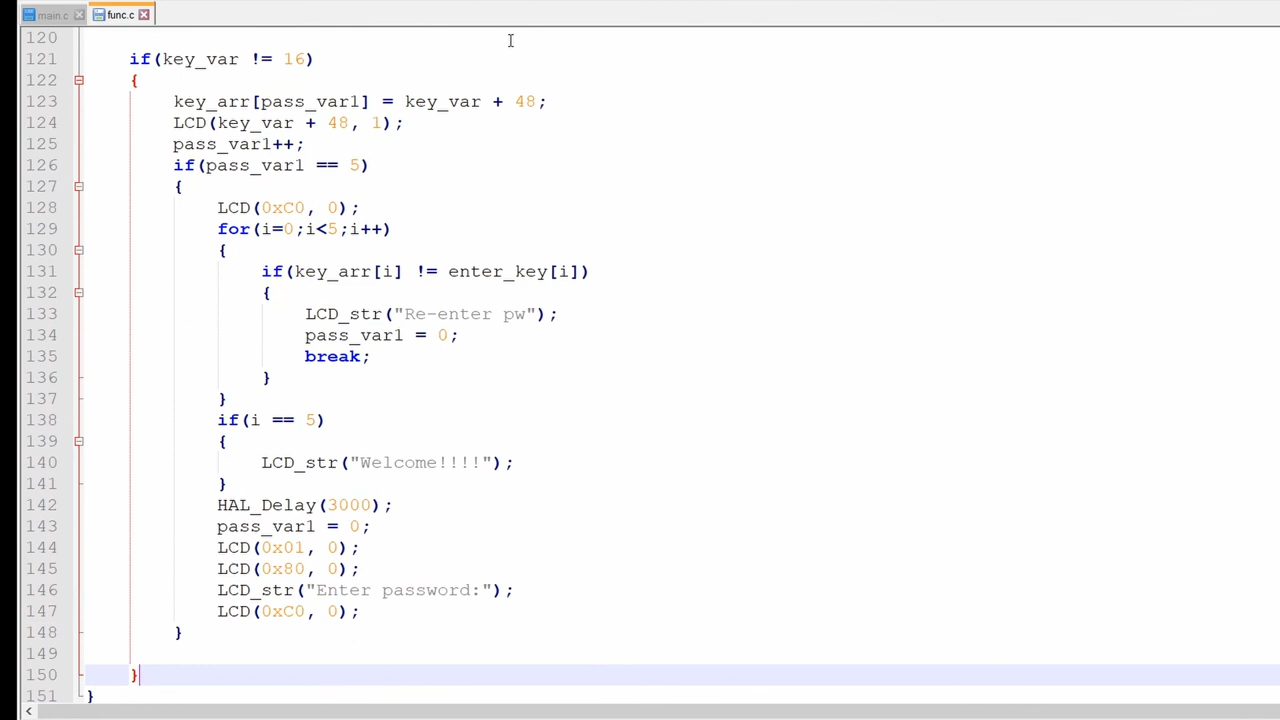 main.c func.c
120
121 if(key_var != 16)
122 {
123 key_arr[pass_var1] = key_var + 48;
124 LCD(key_var + 48, 1);
125 pass_var1++;
126 if(pass_var1 == 5)
127 {
128 LCD(0xC0, 0);
129 for(i=0;i<5;i++)
130 {
131 if(key_arr[i] != enter_key[i])
132 {
133 LCD_str("Re-enter pw");
134 pass_var1 = 0;
135 break;
136 }
137 }
138 if(i == 5)
139 {
140 LCD_str("Welcome!!!!");
141 }
142 HAL_Delay(3000);
143 pass_var1 = 0;
144 LCD(0x01, 0);
145 LCD(0x80, 0);
146 LCD_str("Enter password:");
147 LCD(0xC0, 0);
148 }
149
150 }
151 }